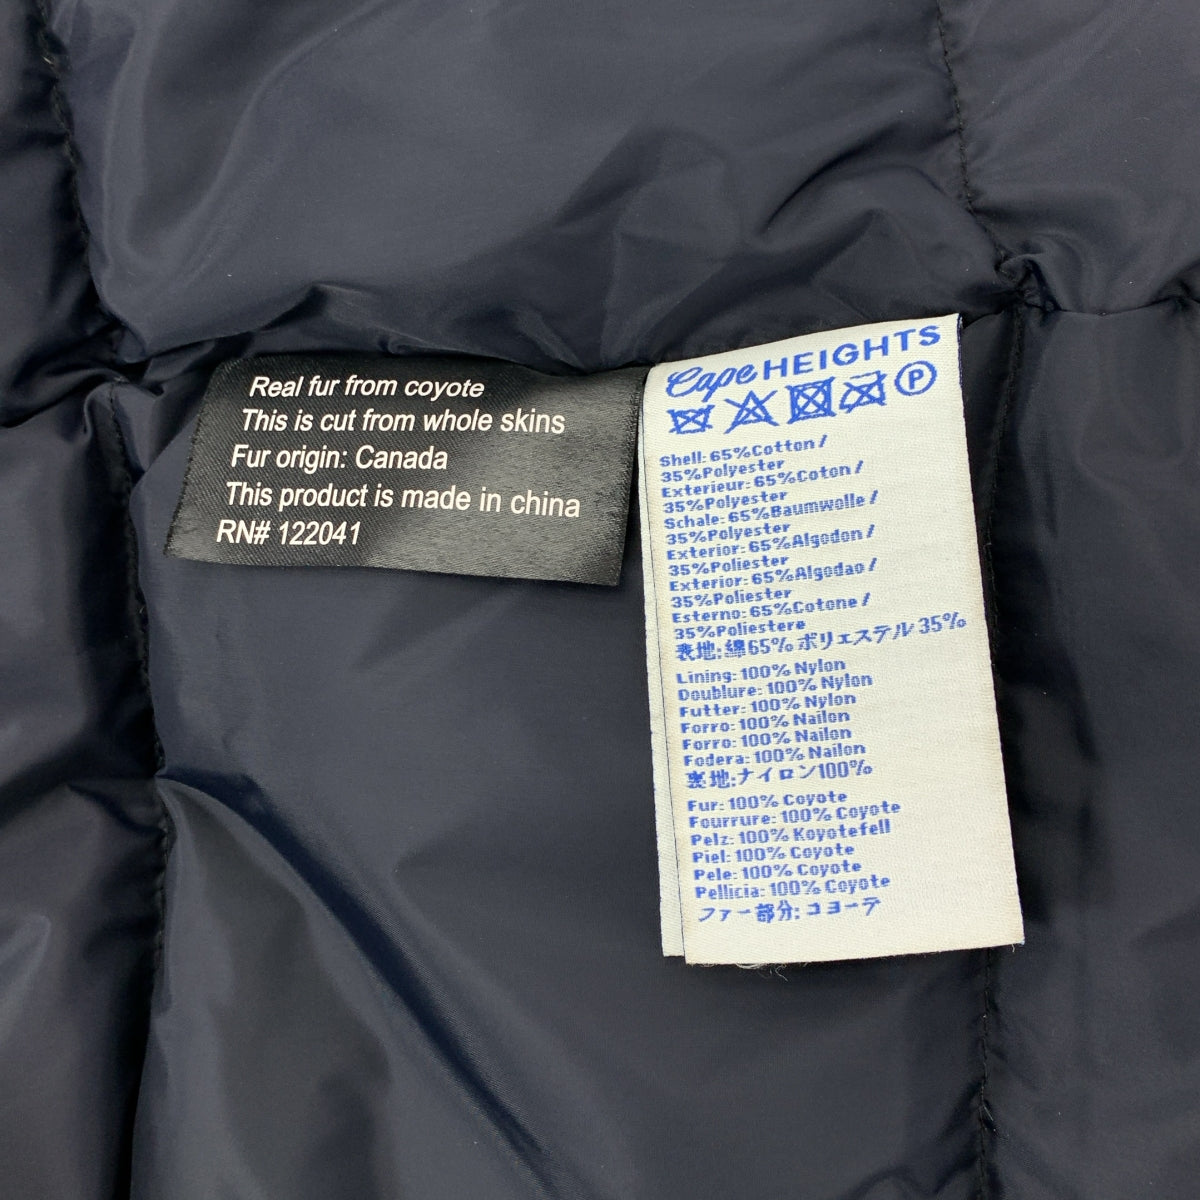 Real fur from coyote
This is cut from whole skins
Fur origin: Canada
This product is made in china
RN# 122041
Cape HEIGHTS
P
Shell: 65%Cotton /
35%Polyester
Exterieur: 65%Coton /
35%Polyester
Schale: 65%Baumwolle /
35%Polyester
Exterior: 65%Algodon /
35%Poliester
Exterior: 65%Algodao /
35%Poliester
Esterno: 65%Cotone /
35%Poliestere
表地:綿65% ポリェステル 35%
Lining: 100% Nylon
Doublure: 100% Nylon
Futter: 100% Nylon
Forro: 100% Nailon
Forro: 100% Nailon
Fodera: 100% Nailon
裏地:ナイロン100%
Fur: 100% Coyote
Fourrure: 100% Coyote
Pelz: 100% Koyotefell
Piel: 100% Coyote
Pele: 100% Coyote
Pellicia: 100% Coyote
ファー部分: コヨーテ